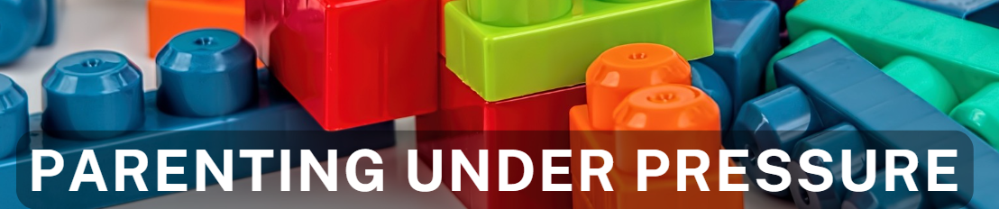 PARENTING UNDER PRESSURE